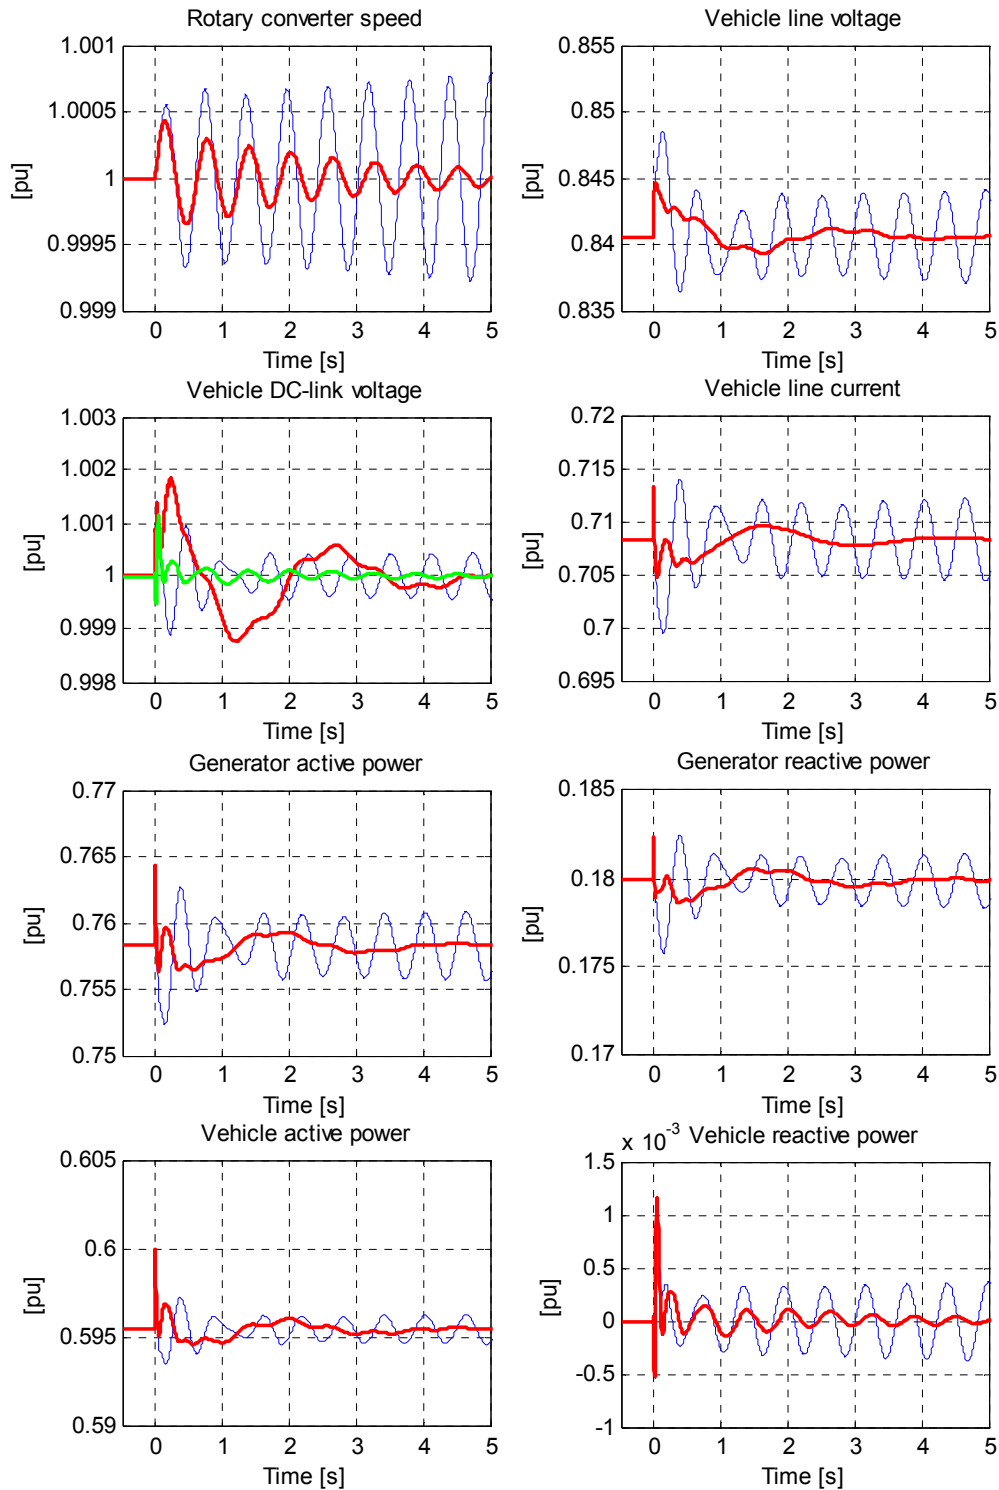 Rotary converter speed
1.001
1.0005
1
0.9995
0.999
[pu]
0 1 2 3 4 5
Time [s]
Vehicle line voltage
0.855
0.85
0.845
0.84
0.835
[pu]
0 1 2 3 4 5
Time [s]
Vehicle DC-link voltage
1.003
1.002
1.001
1
0.999
0.998
[pu]
0 1 2 3 4 5
Time [s]
Vehicle line current
0.72
0.715
0.71
0.705
0.7
0.695
[pu]
0 1 2 3 4 5
Time [s]
Generator active power
0.77
0.765
0.76
0.755
0.75
[pu]
0 1 2 3 4 5
Time [s]
Generator reactive power
0.185
0.18
0.175
0.17
[pu]
0 1 2 3 4 5
Time [s]
Vehicle active power
0.605
0.6
0.595
0.59
[pu]
0 1 2 3 4 5
Time [s]
x 10^-3 Vehicle reactive power
1.5
1
0.5
0
-0.5
-1
[pu]
0 1 2 3 4 5
Time [s]